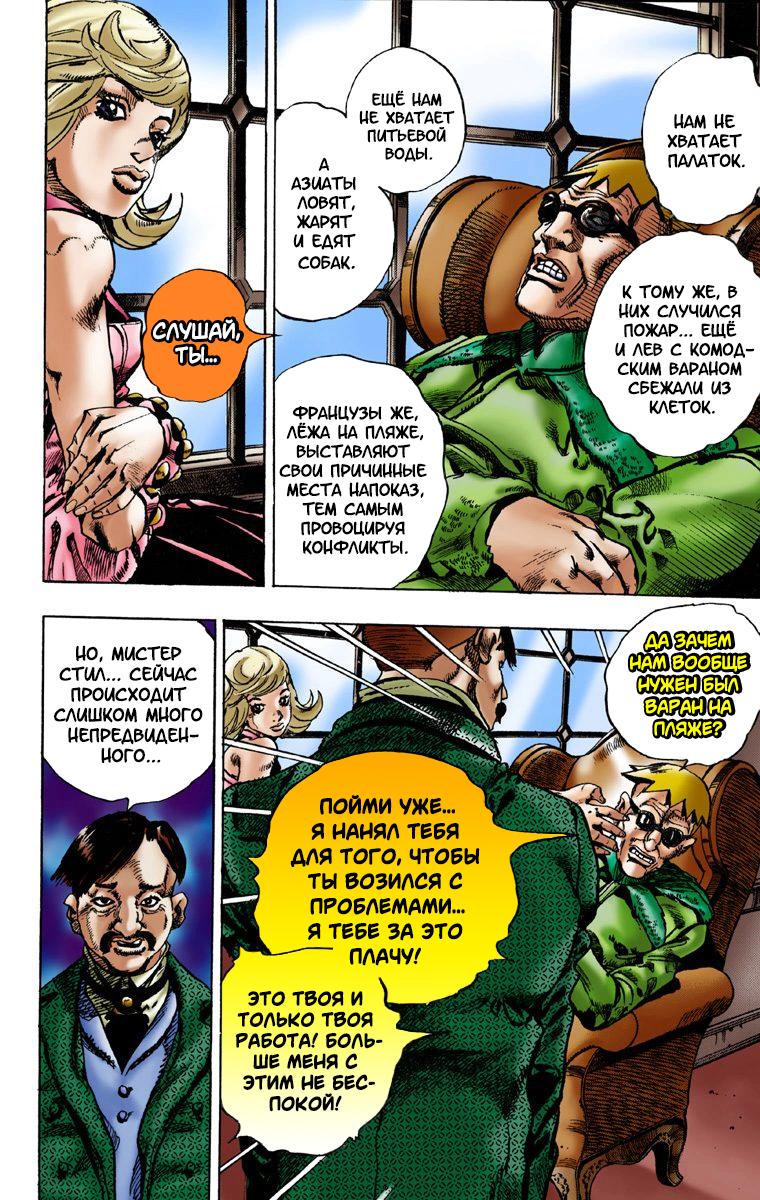 НАМ НЕ
ХВАТАЕТ
ПАЛАТОК.
ЕЩЁ НАМ
НЕ ХВАТАЕТ
ПИТЬЕВОЙ
ВОДЫ.
А
АЗИАТЫ
ЛОВЯТ,
ЖАРЯТ
И ЕДЯТ
СОБАК.
К ТОМУ ЖЕ, В
НИХ СЛУЧИЛСЯ
ПОЖАР... ЕЩЁ
И ЛЕВ С КОМОД-
СКИМ ВАРАНОМ
СБЕЖАЛИ ИЗ
КЛЕТОК.
ФРАНЦУЗЫ ЖЕ,
ЛЁЖА НА ПЛЯЖЕ,
ВЫСТАВЛЯЮТ
СВОИ ПРИЧИННЫЕ
МЕСТА НАПОКАЗ,
ТЕМ САМЫМ
ПРОВОЦИРУЯ
КОНФЛИКТЫ.
СЛУШАЙ,
ТЫ...
ДА ЗАЧЕМ
НАМ ВООБЩЕ
НУЖЕН БЫЛ
ВАРАН НА
ПЛЯЖЕ?
ПОЙМИ УЖЕ...
Я НАНЯЛ ТЕБЯ
ДЛЯ ТОГО, ЧТОБЫ
ТЫ ВОЗИЛСЯ С
ПРОБЛЕМАМИ...
Я ТЕБЕ ЗА ЭТО
ПЛАЧУ!
ЭТО ТВОЯ И
ТОЛЬКО ТВОЯ
РАБОТА! БОЛЬ-
ШЕ МЕНЯ С
ЭТИМ НЕ БЕС-
ПОКОЙ!
НО, МИСТЕР
СТИЛ... СЕЙЧАС
ПРОИСХОДИТ
СЛИШКОМ МНОГО
НЕПРЕДВИДЕН-
НОГО...